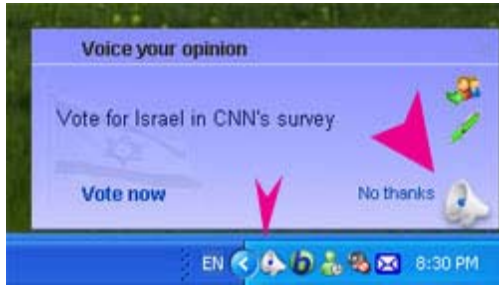 Voice your opinion
Vote for Israel in CNN's survey
Vote now No thanks
EN 8:30 PM